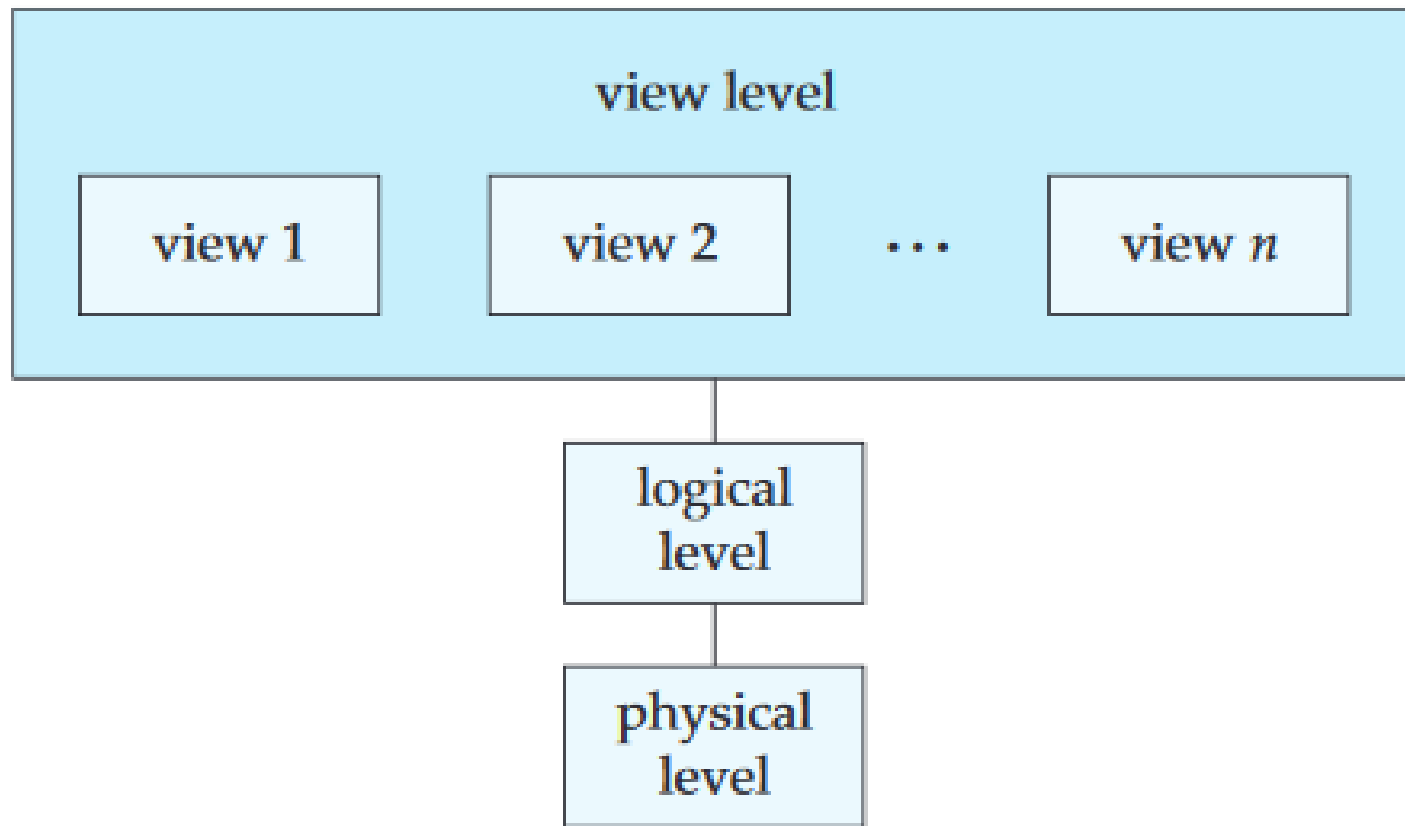 view level
view 1
view 2
...
view n
logical
level
physical
level